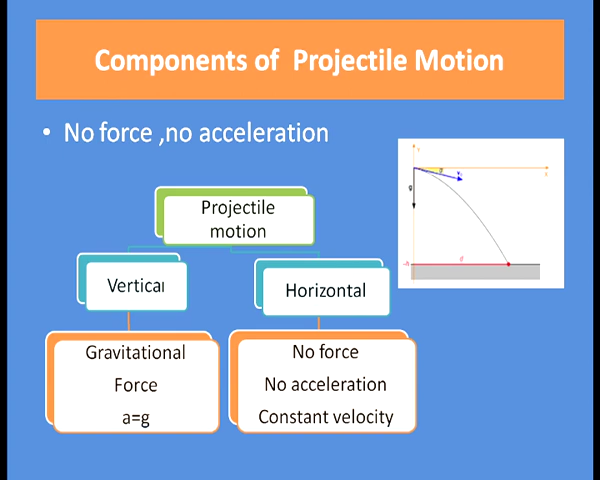 Components of Projectile Motion
• No force ,no acceleration
Projectile
motion
Vertical
Horizontal
Gravitational
Force
a=g
No force
No acceleration
Constant velocity
y
x
g
d